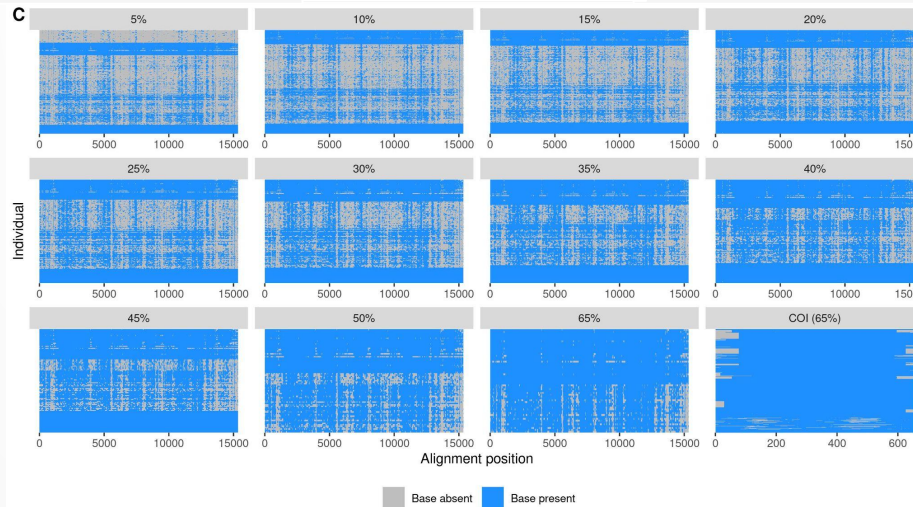 C
5% 10% 15% 20%
0 5000 10000 15000 0 5000 10000 15000 0 5000 10000 15000 0 5000 10000 1500
25% 30% 35% 40%
0 5000 10000 15000 0 5000 10000 15000 0 5000 10000 15000 0 5000 10000 1500
Individual
45% 50% 65% COI (65%)
0 5000 10000 15000 0 5000 10000 15000 0 5000 10000 15000 0 200 400 600
Alignment position
Base absent Base present